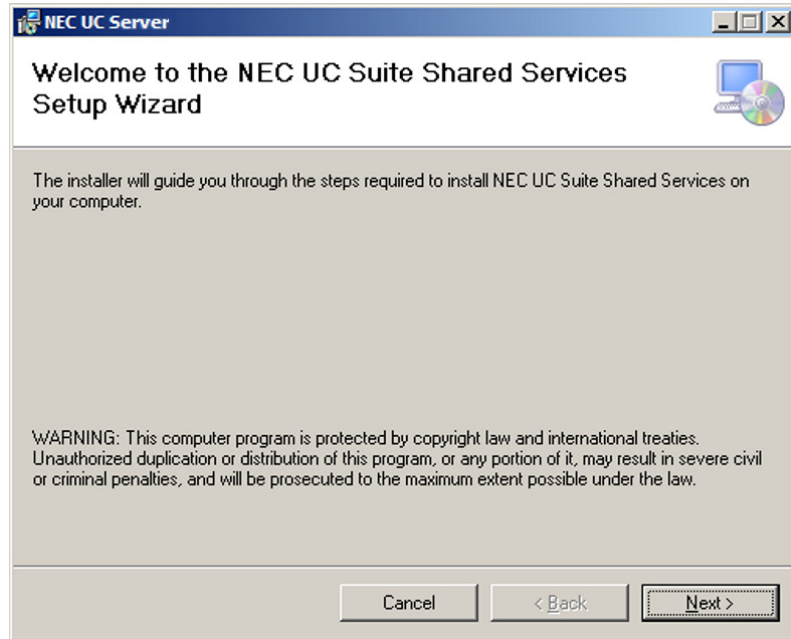 NEC UC Server
Welcome to the NEC UC Suite Shared Services
Setup Wizard
The installer will guide you through the steps required to install NEC UC Suite Shared Services on
your computer.
WARNING: This computer program is protected by copyright law and international treaties.
Unauthorized duplication or distribution of this program, or any portion of it, may result in severe civil
or criminal penalties, and will be prosecuted to the maximum extent possible under the law.
Cancel
< Back
Next >